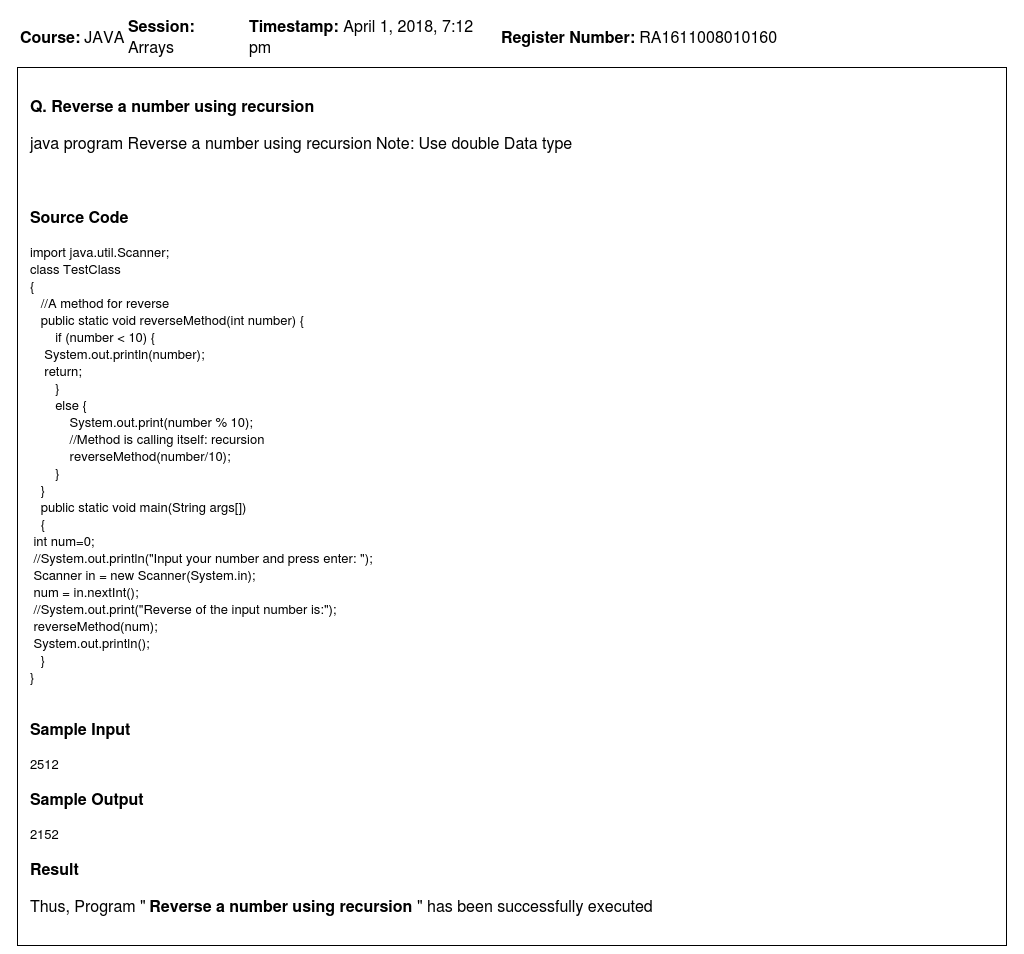 Course: JAVA Session: Arrays Timestamp: April 1, 2018, 7:12 pm Register Number: RA1611008010160
Q. Reverse a number using recursion
java program Reverse a number using recursion Note: Use double Data type
Source Code
import java.util.Scanner;
class TestClass
{
//A method for reverse
public static void reverseMethod(int number) {
if (number < 10) {
System.out.println(number);
return;
}
else {
System.out.print(number % 10);
//Method is calling itself: recursion
reverseMethod(number/10);
}
}
public static void main(String args[])
{
int num=0;
//System.out.println("Input your number and press enter: ");
Scanner in = new Scanner(System.in);
num = in.nextInt();
//System.out.print("Reverse of the input number is:");
reverseMethod(num);
System.out.println();
}
}
Sample Input
2512
Sample Output
2152
Result
Thus, Program " Reverse a number using recursion " has been successfully executed